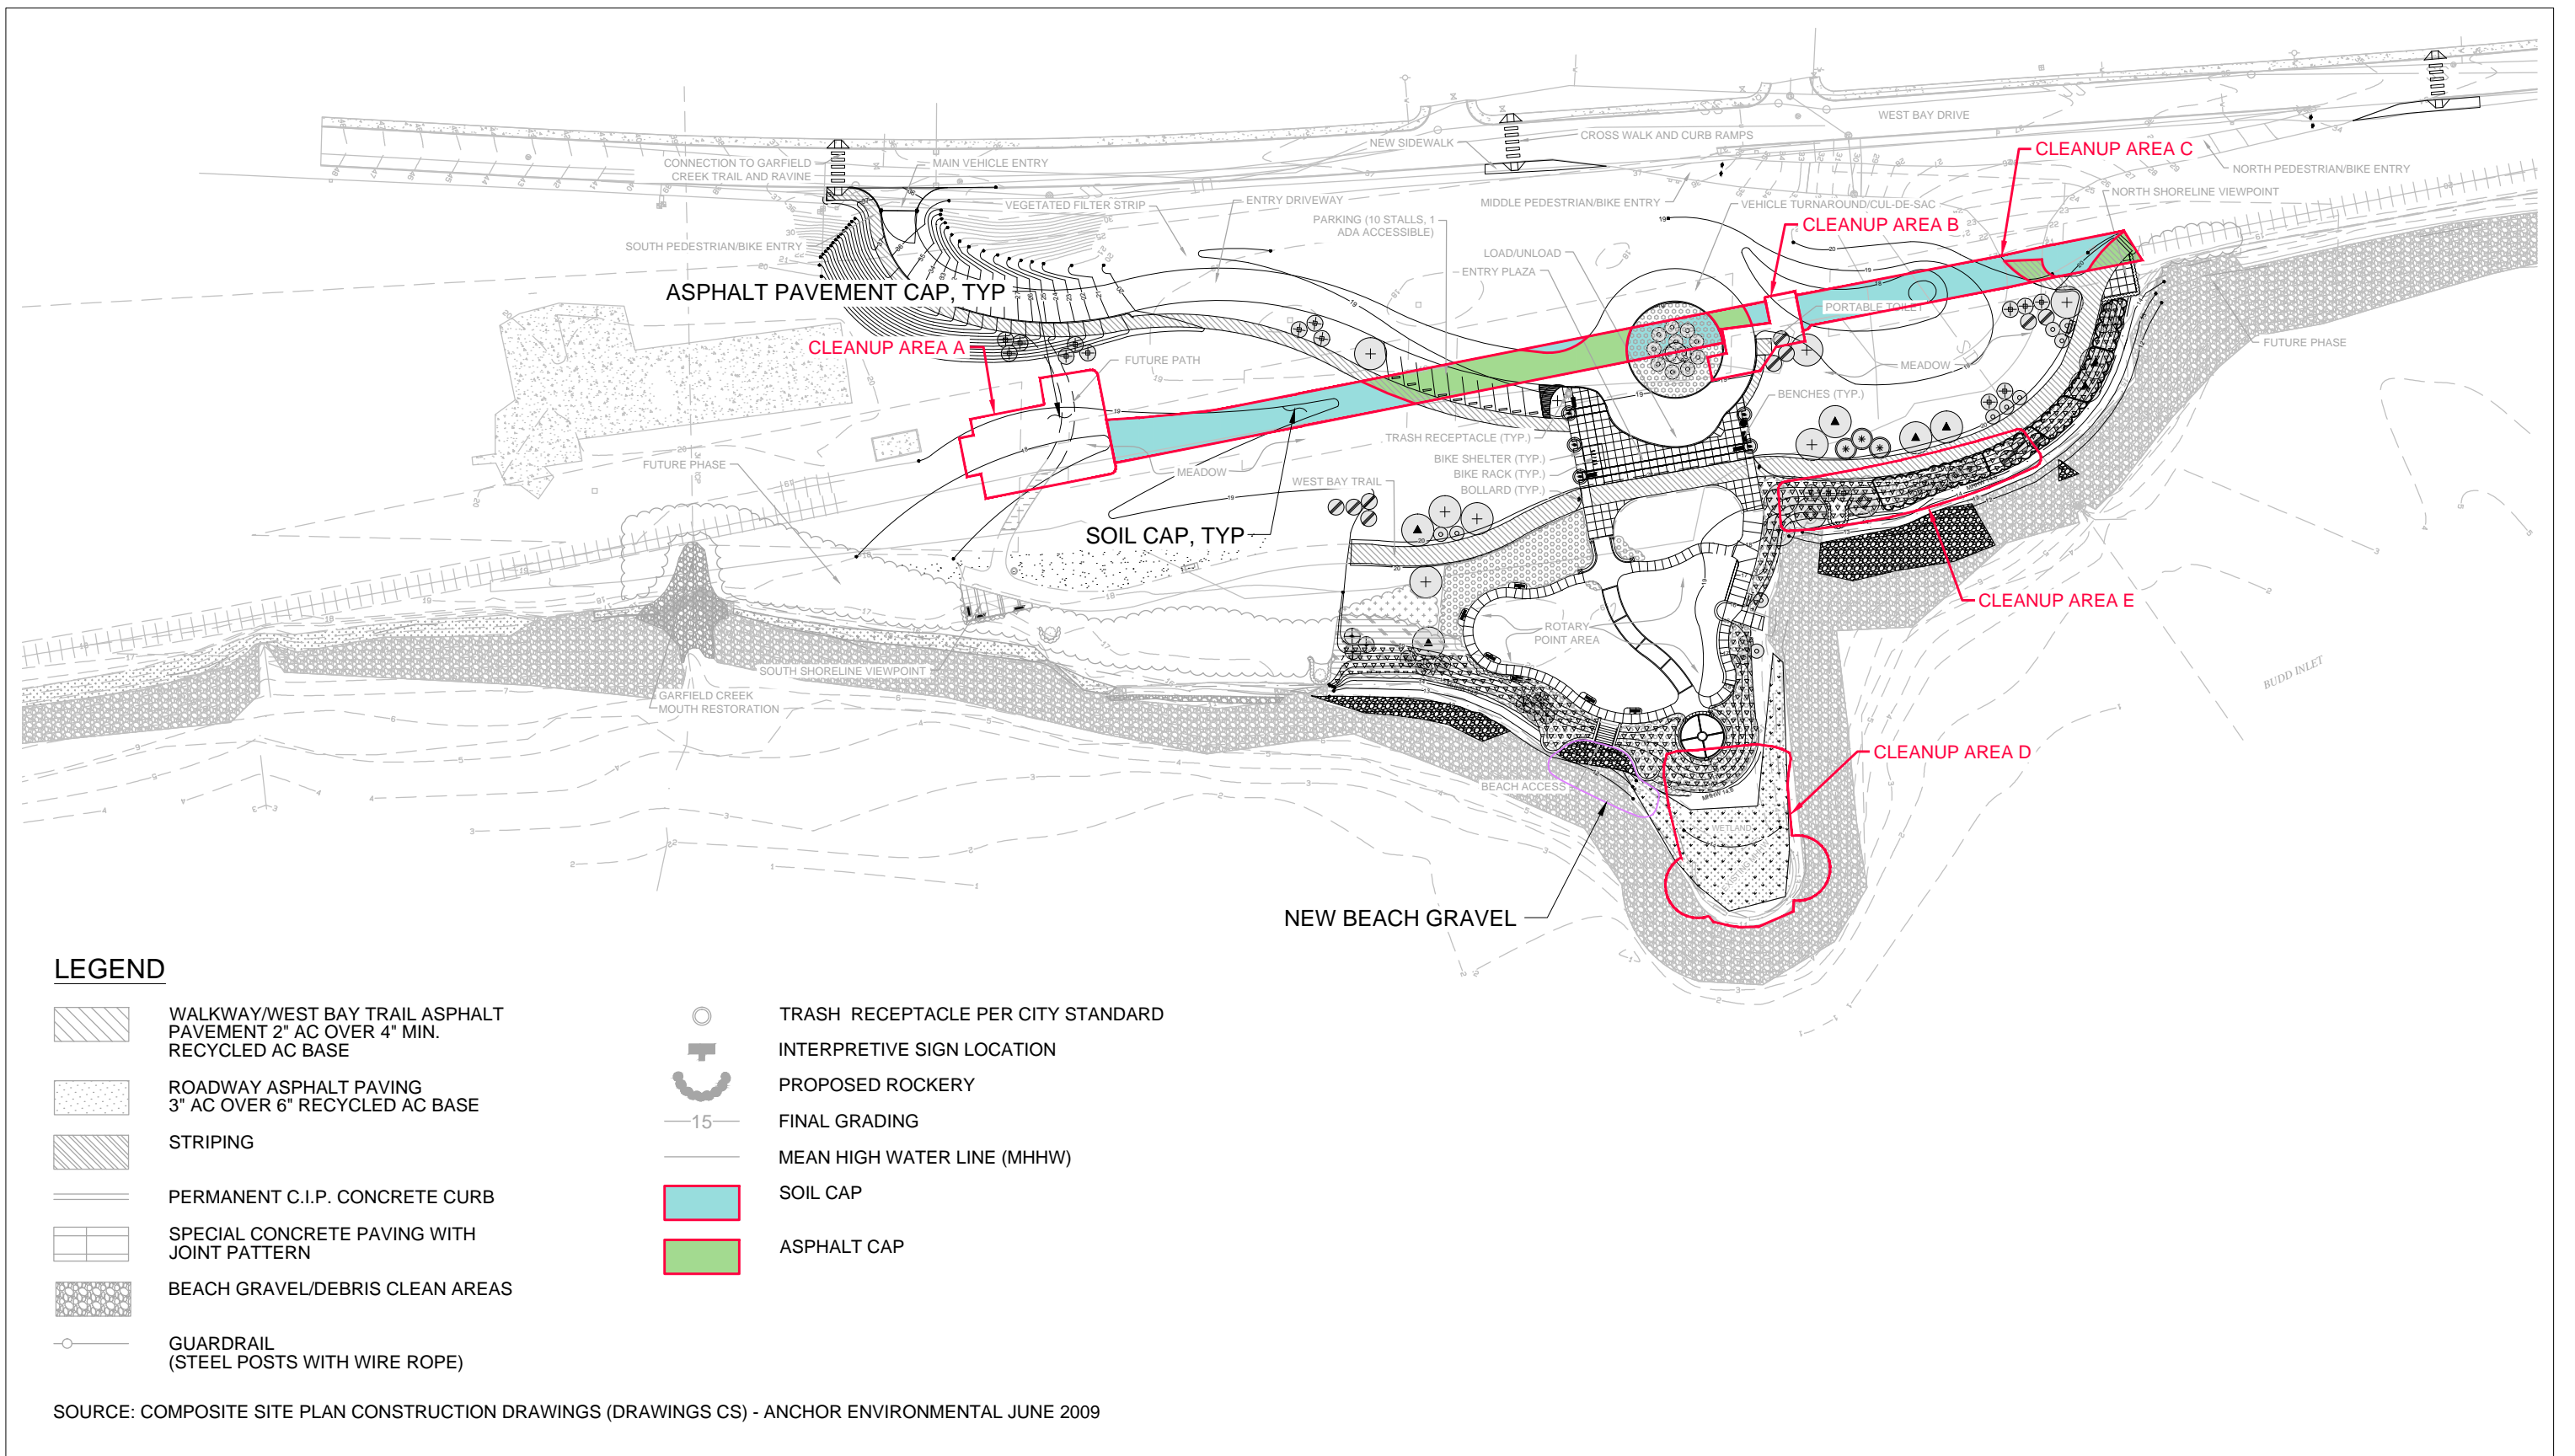 WEST BAY DRIVE
CROSS WALK AND CURB RAMPS
NEW SIDEWALK
CLEANUP AREA C
CONNECTION TO GARFIELD
CREEK TRAIL AND RAVINE
MAIN VEHICLE ENTRY
NORTH PEDESTRIAN/BIKE ENTRY
NORTH SHORELINE VIEWPOINT
VEGETATED FILTER STRIP
ENTRY DRIVEWAY
MIDDLE PEDESTRIAN/BIKE ENTRY
VEHICLE TURNAROUND/CUL-DE-SAC
PARKING (10 STALLS, 1
ADA ACCESSIBLE)
CLEANUP AREA B
SOUTH PEDESTRIAN/BIKE ENTRY
LOAD/UNLOAD
ENTRY PLAZA
ASPHALT PAVEMENT CAP, TYP
PORTABLE TOILET
CLEANUP AREA A
FUTURE PATH
FUTURE PHASE
MEADOW
BENCHES (TYP.)
TRASH RECEPTACLE (TYP.)
BIKE SHELTER (TYP.)
BIKE RACK (TYP.)
BOLLARD (TYP.)
FUTURE PHASE
MEADOW
WEST BAY TRAIL
SOIL CAP, TYP
CLEANUP AREA E
ROTARY
POINT AREA
SOUTH SHORELINE VIEWPOINT
BUDD INLET
GARFIELD CREEK
MOUTH RESTORATION
CLEANUP AREA D
BEACH ACCESS
MHHW 14.6
WETLAND
NEW BEACH GRAVEL
LEGEND
WALKWAY/WEST BAY TRAIL ASPHALT
PAVEMENT 2" AC OVER 4" MIN.
RECYCLED AC BASE
ROADWAY ASPHALT PAVING
3" AC OVER 6" RECYCLED AC BASE
STRIPING
PERMANENT C.I.P. CONCRETE CURB
SPECIAL CONCRETE PAVING WITH
JOINT PATTERN
BEACH GRAVEL/DEBRIS CLEAN AREAS
GUARDRAIL
(STEEL POSTS WITH WIRE ROPE)
TRASH RECEPTACLE PER CITY STANDARD
INTERPRETIVE SIGN LOCATION
PROPOSED ROCKERY
15
FINAL GRADING
MEAN HIGH WATER LINE (MHHW)
SOIL CAP
ASPHALT CAP
SOURCE: COMPOSITE SITE PLAN CONSTRUCTION DRAWINGS (DRAWINGS CS) - ANCHOR ENVIRONMENTAL JUNE 2009